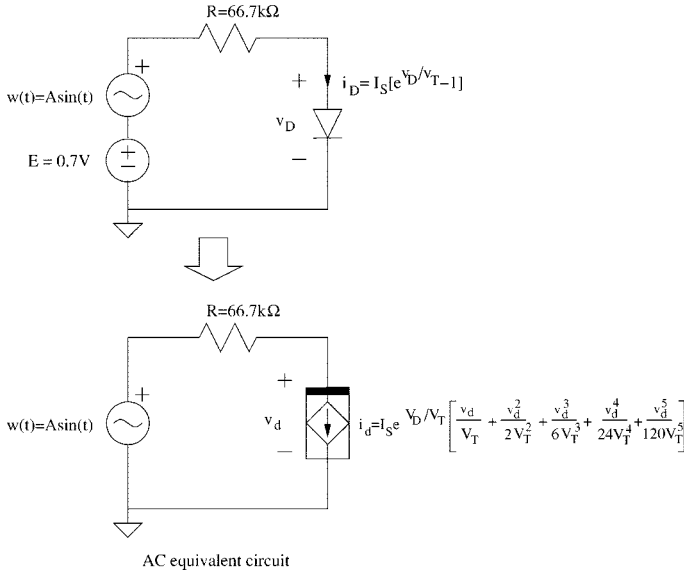 R=66.7kΩ
+
w(t)=Asin(t)
+
v_D
−
i_D = I_S[e^{v_D/v_T}−1]
+
−
E = 0.7V
R=66.7kΩ
+
w(t)=Asin(t)
+
v_d
−
i_d=I_S e^{V_D/V_T} [ v_d/V_T + v_d^2/2V_T^2 + v_d^3/6V_T^3 + v_d^4/24V_T^4 + v_d^5/120V_T^5 ]
AC equivalent circuit